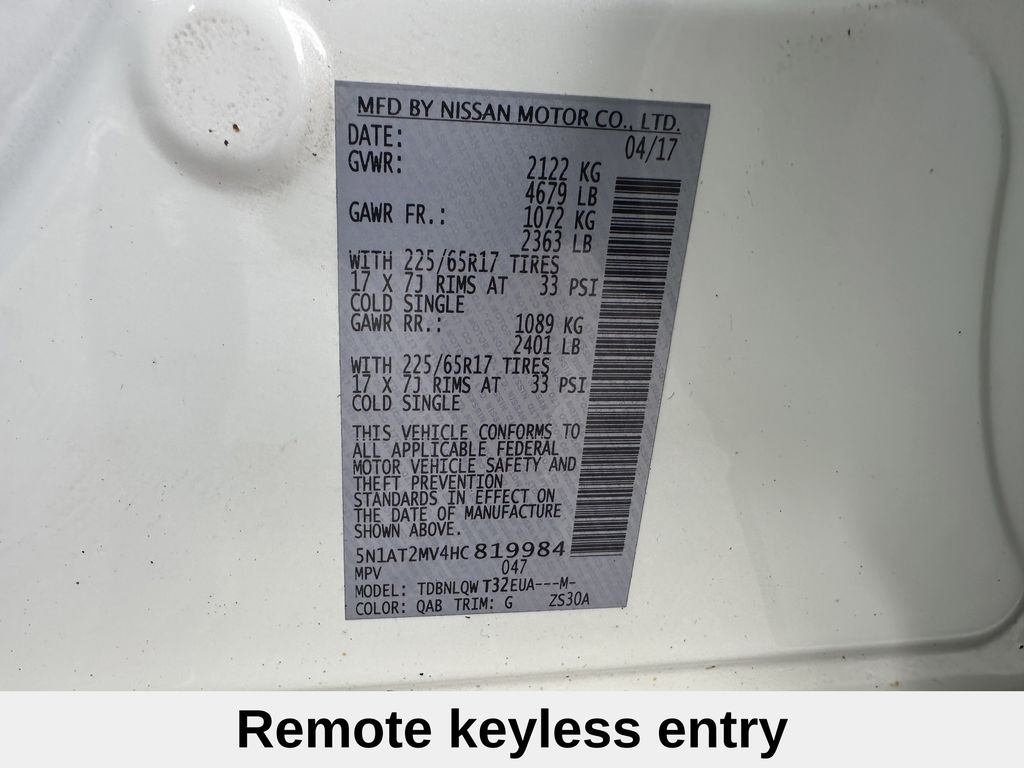 MFD BY NISSAN MOTOR CO., LTD.
DATE: 04/17
GVWR: 2122 KG
4679 LB
GAWR FR.: 1072 KG
2363 LB
WITH 225/65R17 TIRES
17 X 7J RIMS AT 33 PSI
COLD SINGLE
GAWR RR.: 1089 KG
2401 LB
WITH 225/65R17 TIRES
17 X 7J RIMS AT 33 PSI
COLD SINGLE
THIS VEHICLE CONFORMS TO
ALL APPLICABLE FEDERAL
MOTOR VEHICLE SAFETY AND
THEFT PREVENTION
STANDARDS IN EFFECT ON
THE DATE OF MANUFACTURE
SHOWN ABOVE.
5N1AT2MV4HC819984
MPV 047
MODEL: TDBNLQWT32EUA---M-
COLOR: QAB TRIM: G ZS30A
Remote keyless entry